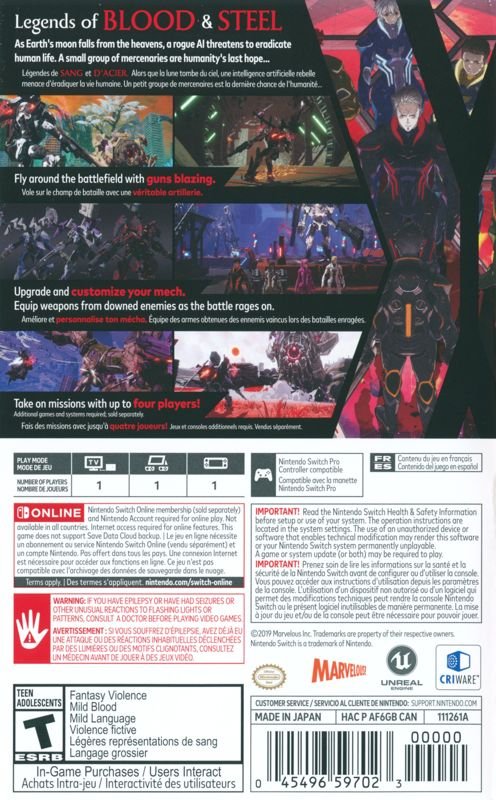 Legends of BLOOD & STEEL
As Earth's moon falls from the heavens, a rogue AI threatens to eradicate
human life. A small group of mercenaries are humanity's last hope...
Légendes de SANG et D'ACIER. Alors que la lune tombe du ciel, une intelligence artificielle rebelle
menace d'éradiquer la vie humaine. Un petit groupe de mercenaires est la dernière chance de l'humanité...
Fly around the battlefield with guns blazing.
Vole sur le champ de bataille avec une véritable artillerie.
Upgrade and customize your mech.
Equip weapons from downed enemies as the battle rages on.
Améliore et personnalise ton mécha. Équipe des armes obtenues des ennemis vaincus lors des batailles enragées.
Take on missions with up to four players!
Additional games and systems required; sold separately.
Fais des missions avec jusqu'à quatre joueurs! Jeux et consoles additionnels requis. Vendus séparément.
PLAY MODE
MODE DE JEU
TV
NUMBER OF PLAYERS
NOMBRE DE JOUEURS
1 1 1
Nintendo Switch Pro
Controller compatible
Compatible avec la manette
Nintendo Switch Pro
FR
ES
Contenu du jeu en français
Contenido del juego en español
ONLINE
Nintendo Switch Online membership (sold separately)
and Nintendo Account required for online play. Not
available in all countries. Internet access required for online features. This
game does not support Save Data Cloud backup. | Le jeu en ligne nécessite
un abonnement au service Nintendo Switch Online (vendu séparément) et
un compte Nintendo. Pas offert dans tous les pays. Une connexion Internet
est nécessaire pour accéder aux fonctions en ligne. Ce jeu n'est pas
compatible avec l'archivage des données de sauvegarde dans le nuage.
Terms apply. | Des termes s'appliquent. nintendo.com/switch-online
IMPORTANT! Read the Nintendo Switch Health & Safety Information
before setup or use of your system. The operation instructions are
located in the system settings. The use of an unauthorized device or
software that enables technical modification may render this software
or your Nintendo Switch system permanently unplayable.
A game or system update (or both) may be required to play.
IMPORTANT! Prenez soin de lire les informations sur la santé et la
sécurité de la Nintendo Switch avant de configurer ou d'utiliser la console.
Vous pouvez accéder aux instructions d'utilisation depuis les paramètres
de la console. L'utilisation d'un dispositif non autorisé ou d'un logiciel qui
permet des modifications techniques peut rendre la console Nintendo
Switch ou le présent logiciel inutilisables de manière permanente. La mise
à jour du jeu et/ou de la console peut être nécessaire pour pouvoir jouer.
WARNING: IF YOU HAVE EPILEPSY OR HAVE HAD SEIZURES OR
OTHER UNUSUAL REACTIONS TO FLASHING LIGHTS OR
PATTERNS, CONSULT A DOCTOR BEFORE PLAYING VIDEO GAMES.
AVERTISSEMENT : SI VOUS SOUFFREZ D'ÉPILEPSIE, AVEZ DÉJÀ EU
UNE ATTAQUE OU DES RÉACTIONS INHABITUELLES DÉCLENCHÉES
PAR DES LUMIÈRES OU DES MOTIFS CLIGNOTANTS, CONSULTEZ
UN MÉDECIN AVANT DE JOUER À DES JEUX VIDÉO.
©2019 Marvelous Inc. Trademarks are property of their respective owners.
Nintendo Switch is a trademark of Nintendo.
MARVELOUS!
UNREAL
ENGINE
CRIWARE
TEEN
ADOLESCENTS
T
ESRB
Fantasy Violence
Mild Blood
Mild Language
Violence fictive
Légères représentations de sang
Langage grossier
In-Game Purchases / Users Interact
Achats Intra-jeu / Interactivité des utilisateurs
CUSTOMER SERVICE / SERVICIO AL CLIENTE DE NINTENDO: SUPPORT.NINTENDO.COM
MADE IN JAPAN HAC P AF6GB CAN 111261A
00000
0 45496 59702 3